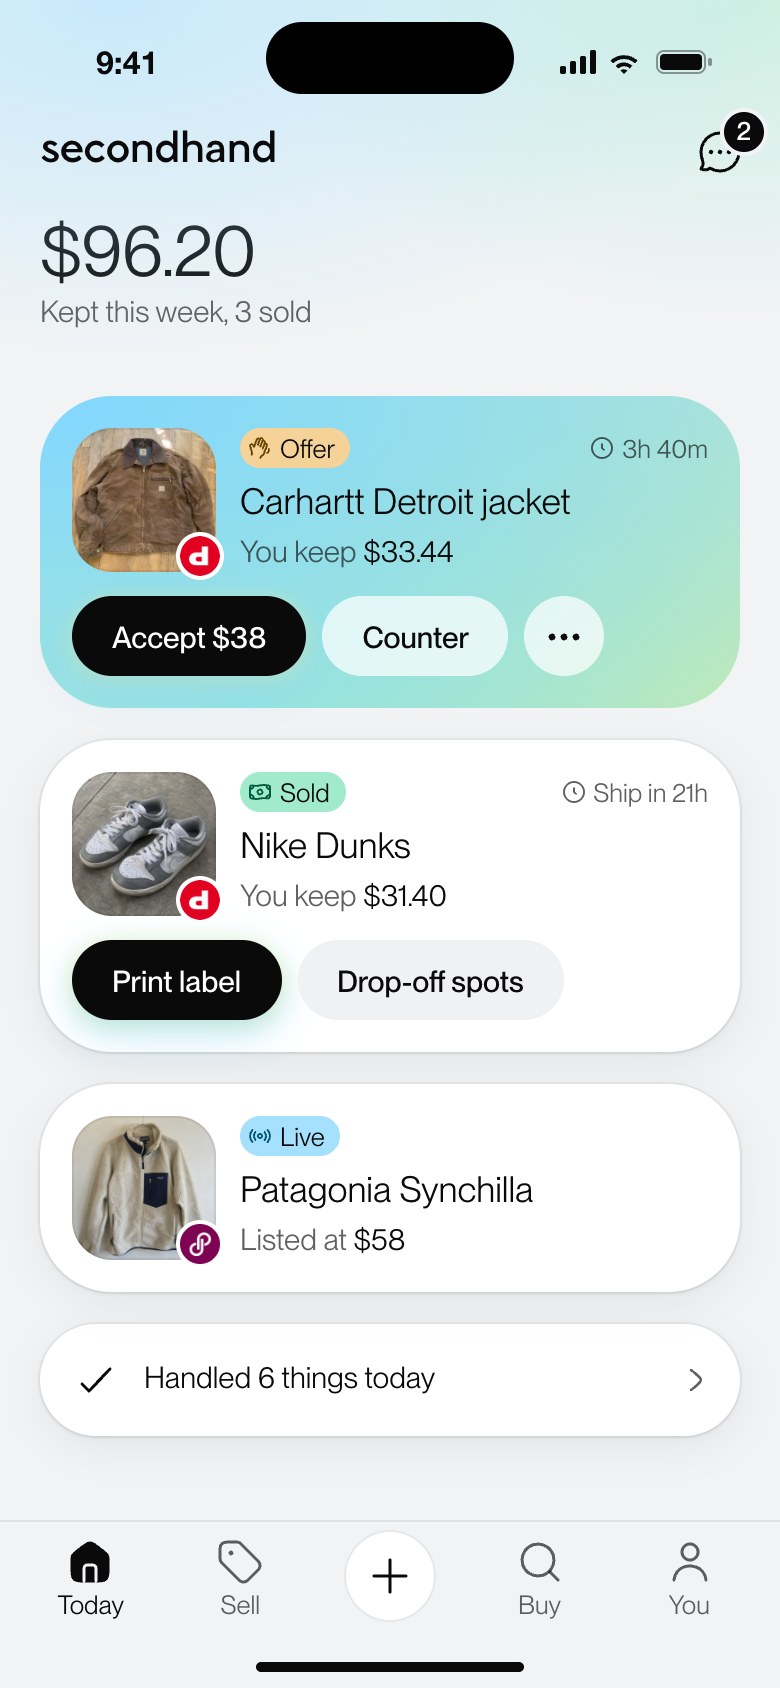 9:41
secondhand
2
$96.20
Kept this week, 3 sold
Offer
3h 40m
Carhartt Detroit jacket
You keep $33.44
Accept $38
Counter
Sold
Ship in 21h
Nike Dunks
You keep $31.40
Print label
Drop-off spots
Live
Patagonia Synchilla
Listed at $58
Handled 6 things today
Today
Sell
Buy
You